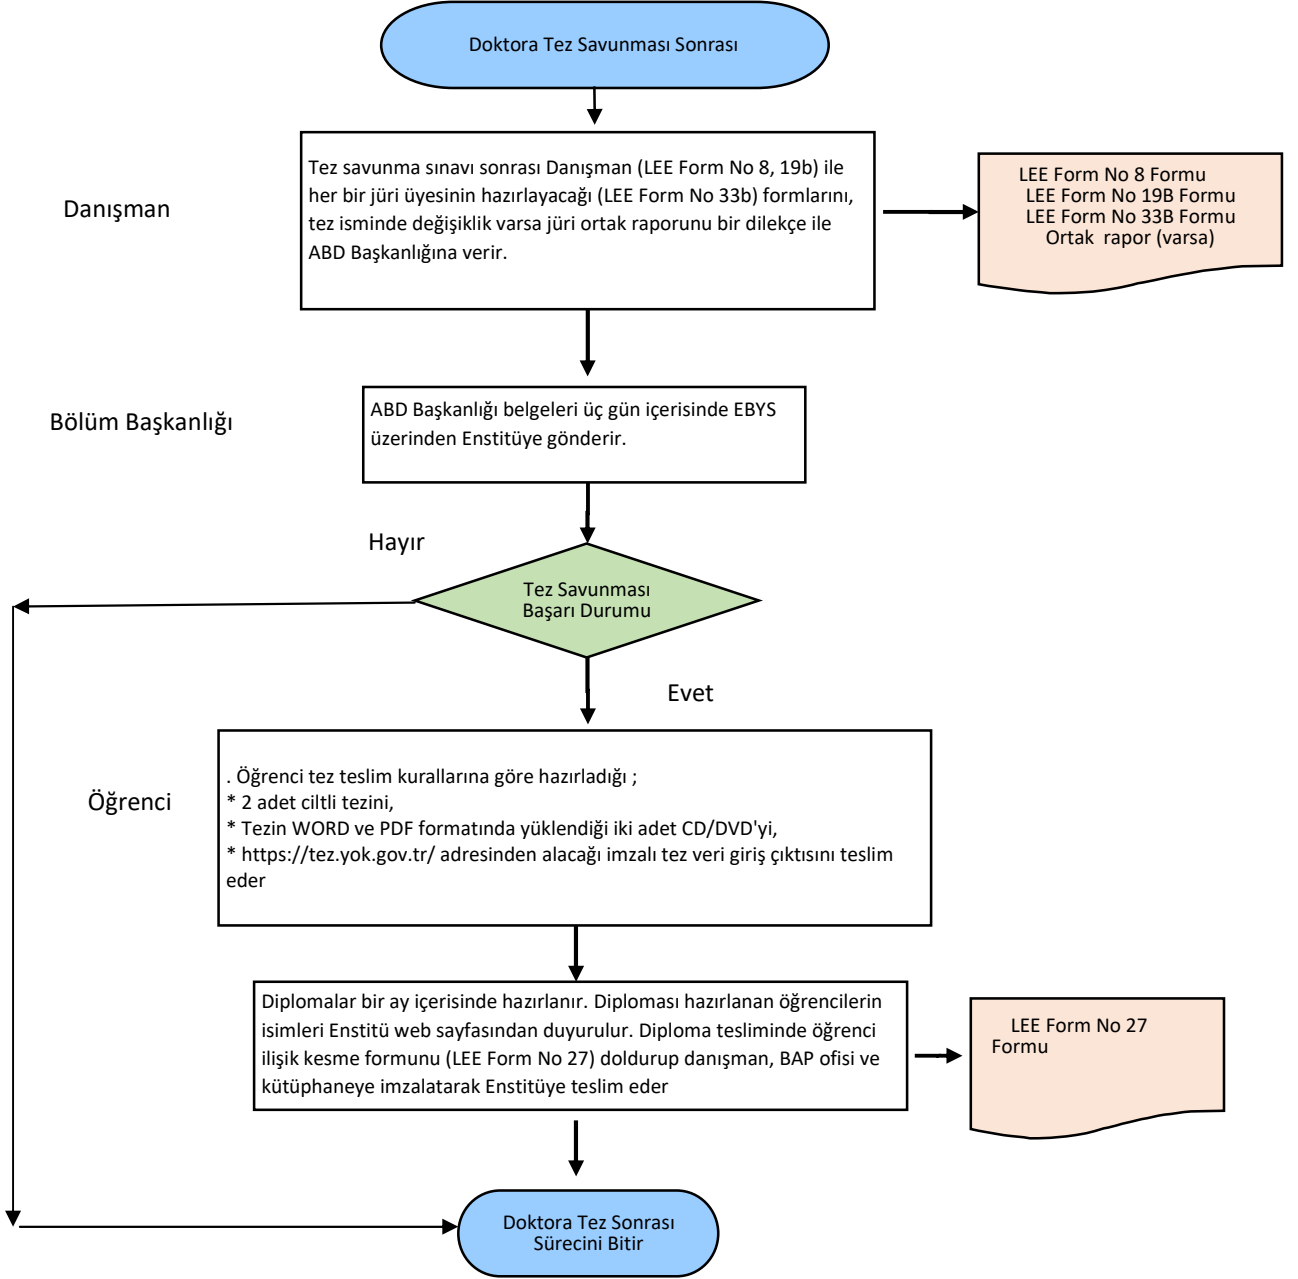 Doktora Tez Savunması Sonrası
Danışman
Tez savunma sınavı sonrası Danışman (LEE Form No 8, 19b) ile
her bir jüri üyesinin hazırlayacağı (LEE Form No 33b) formlarını,
tez isminde değişiklik varsa jüri ortak raporunu bir dilekçe ile
ABD Başkanlığına verir.
LEE Form No 8 Formu
LEE Form No 19B Formu
LEE Form No 33B Formu
Ortak rapor (varsa)
Bölüm Başkanlığı
ABD Başkanlığı belgeleri üç gün içerisinde EBYS
üzerinden Enstitüye gönderir.
Hayır
Tez Savunması
Başarı Durumu
Evet
Öğrenci
. Öğrenci tez teslim kurallarına göre hazırladığı ;
* 2 adet ciltli tezini,
* Tezin WORD ve PDF formatında yüklendiği iki adet CD/DVD'yi,
* https://tez.yok.gov.tr/ adresinden alacağı imzalı tez veri giriş çıktısını teslim
eder
Diplomalar bir ay içerisinde hazırlanır. Diploması hazırlanan öğrencilerin
isimleri Enstitü web sayfasından duyurulur. Diploma tesliminde öğrenci
ilişik kesme formunu (LEE Form No 27) doldurup danışman, BAP ofisi ve
kütüphaneye imzalatarak Enstitüye teslim eder
LEE Form No 27
Formu
Doktora Tez Sonrası
Sürecini Bitir